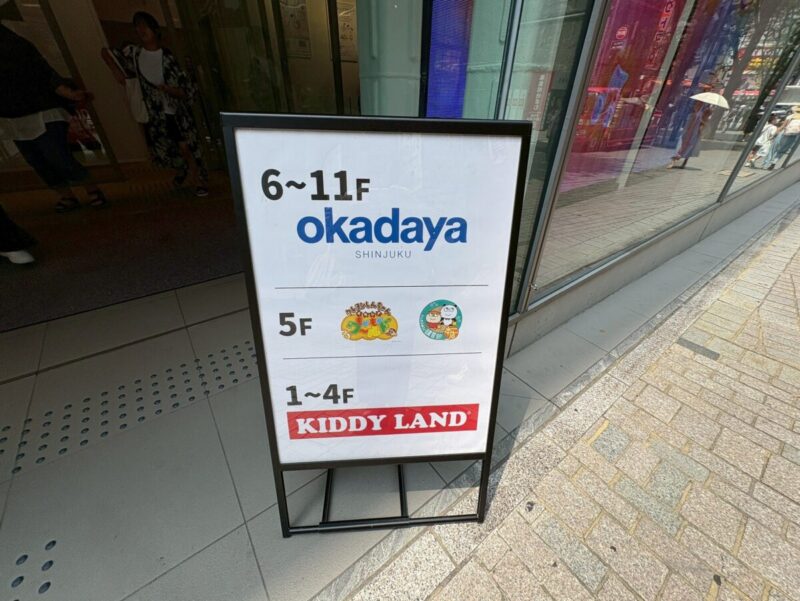 6~11F
okadaya
SHINJUKU
5F
1~4F
KIDDY LAND